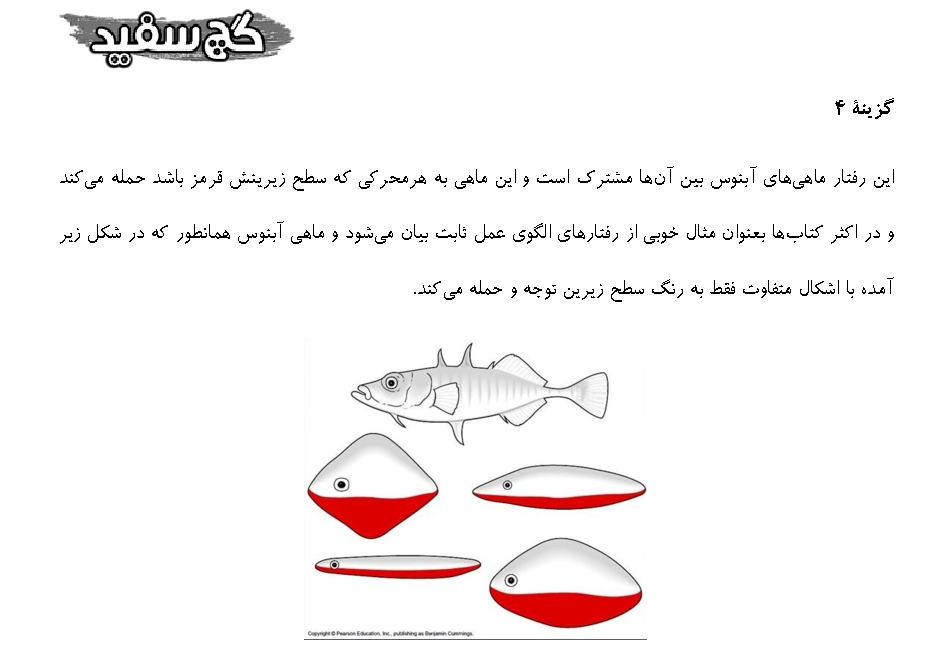 گچ سفید
گزینهٔ ۴
این رفتار ماهی‌های آبنوس بین آن‌ها مشترک است و این ماهی به هرمحرکی که سطح زیرینش قرمز باشد حمله می‌کند
و در اکثر کتاب‌ها بعنوان مثال خوبی از رفتارهای الگوی عمل ثابت بیان می‌شود و ماهی آبنوس همانطور که در شکل زیر
آمده با اشکال متفاوت فقط به رنگ سطح زیرین توجه و حمله می‌کند.
Copyright © Pearson Education, Inc., publishing as Benjamin Cummings.